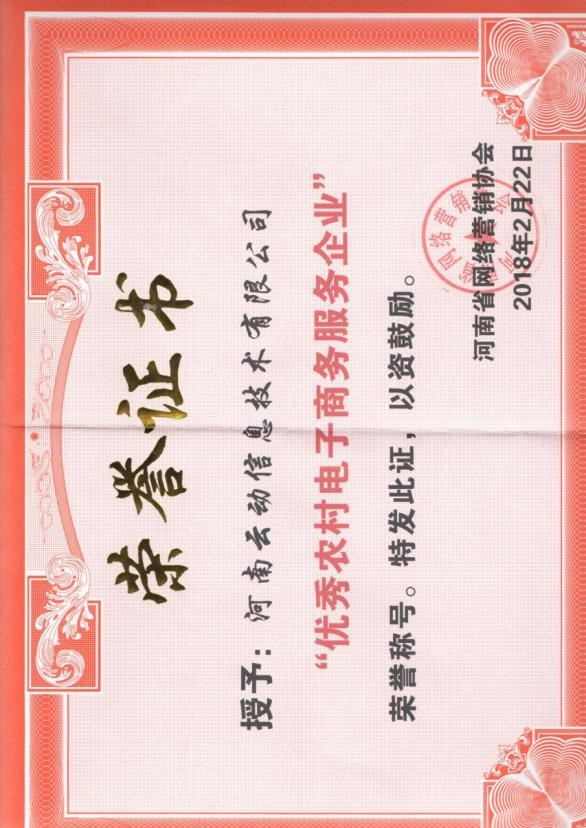 荣誉证书
授予：河南云动信息技术有限公司
“优秀农村电子商务服务企业”
荣誉称号。特发此证，以资鼓励。
河南省网络营销协会
2018年2月22日